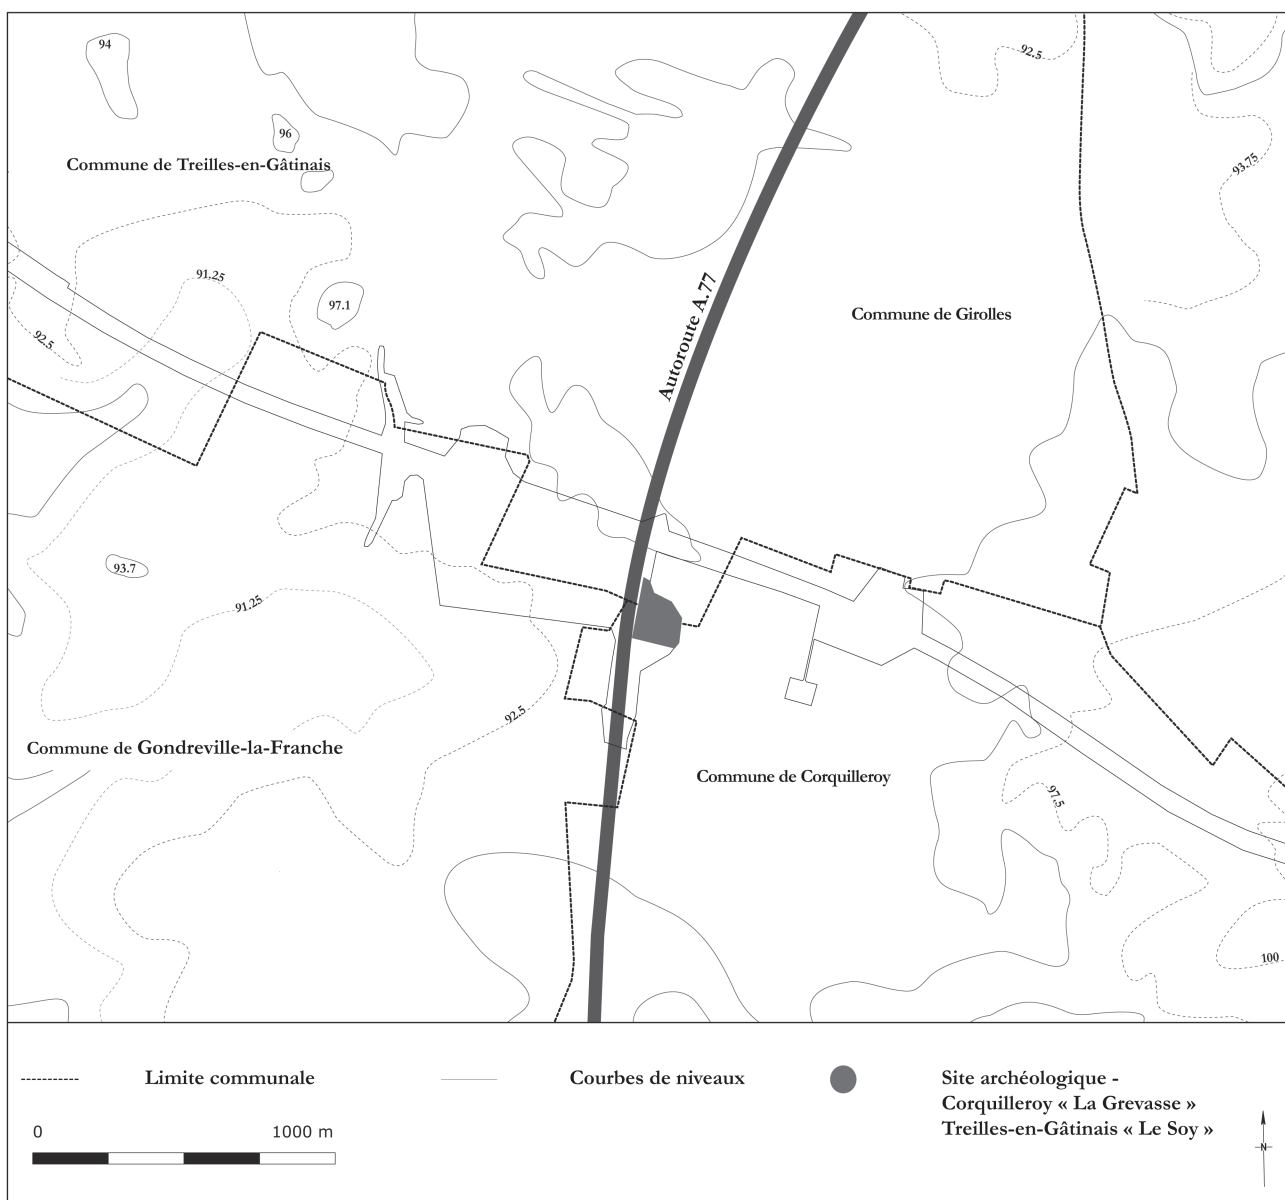 94
92.5
96
93.75
Commune de Treilles-en-Gâtinais
91.25
97.1
Autoroute A.77
Commune de Girolles
92.5
93.7
91.25
92.5
Commune de Gondreville-la-Franche
Commune de Corquilleroy
97.5
100
Limite communale
Courbes de niveaux
Site archéologique -
Corquilleroy « La Grevasse »
Treilles-en-Gâtinais « Le Soy »
0
1000 m
N